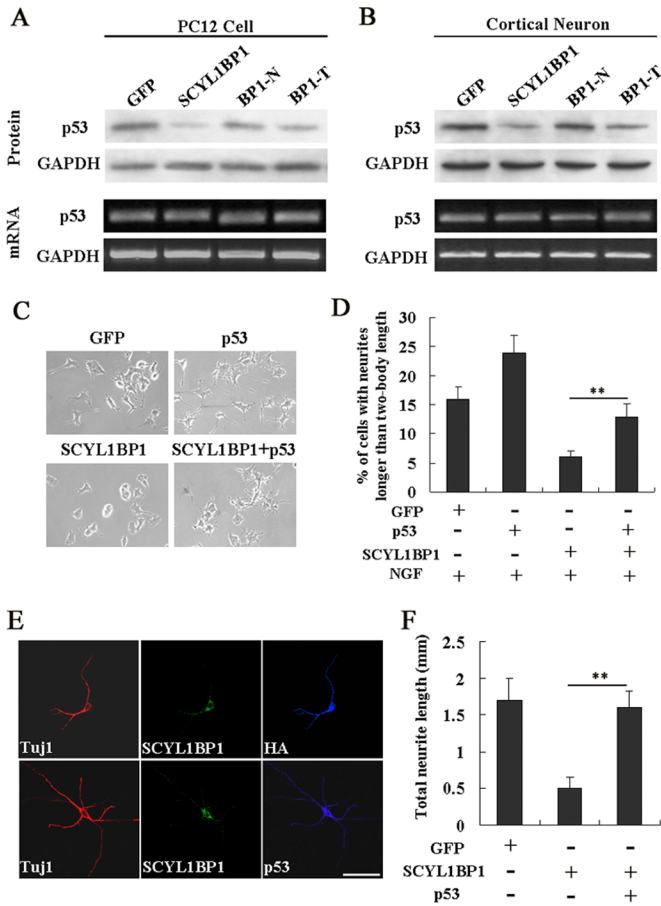 A
PC12 Cell
GFP
SCYL1BP1
BP1-N
BP1-T
Protein
p53
GAPDH
mRNA
p53
GAPDH
B
Cortical Neuron
GFP
SCYL1BP1
BP1-N
BP1-T
p53
GAPDH
p53
GAPDH
C
GFP
p53
SCYL1BP1
SCYL1BP1+p53
D
% of cells with neurites
longer than two-body length
30
25
20
15
10
5
0
**
GFP + - - -
p53 - + - +
SCYL1BP1 - - + +
NGF + + + +
E
Tuj1
SCYL1BP1
HA
Tuj1
SCYL1BP1
p53
F
Total neurite length (mm)
2.5
2
1.5
1
0.5
0
**
GFP + - -
SCYL1BP1 - + +
p53 - - +